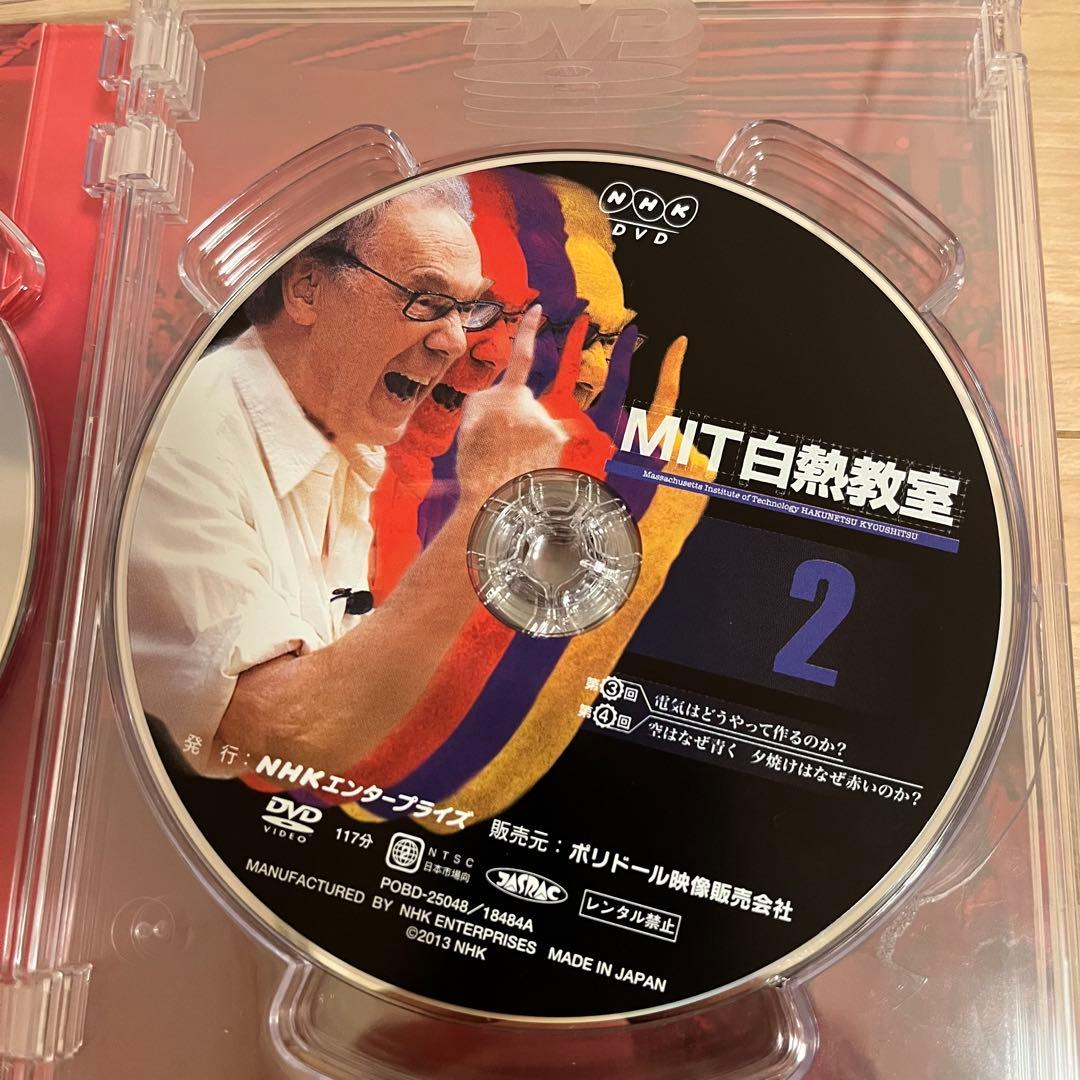 DVD
NHK
DVD
MIT白熱教室
Massachusetts Institute of Technology HAKUNETSU KYOUSHITSU
2
第3回 電気はどうやって作るのか?
第4回 空はなぜ青く 夕焼けはなぜ赤いのか?
発 行:NHKエンタープライズ
販売元:ポリドール映像販売会社
DVD
VIDEO
117分
2
NTSC
日本市場向
JASRAC
レンタル禁止
POBD-25048/18484A
MANUFACTURED BY NHK ENTERPRISES MADE IN JAPAN
©2013 NHK